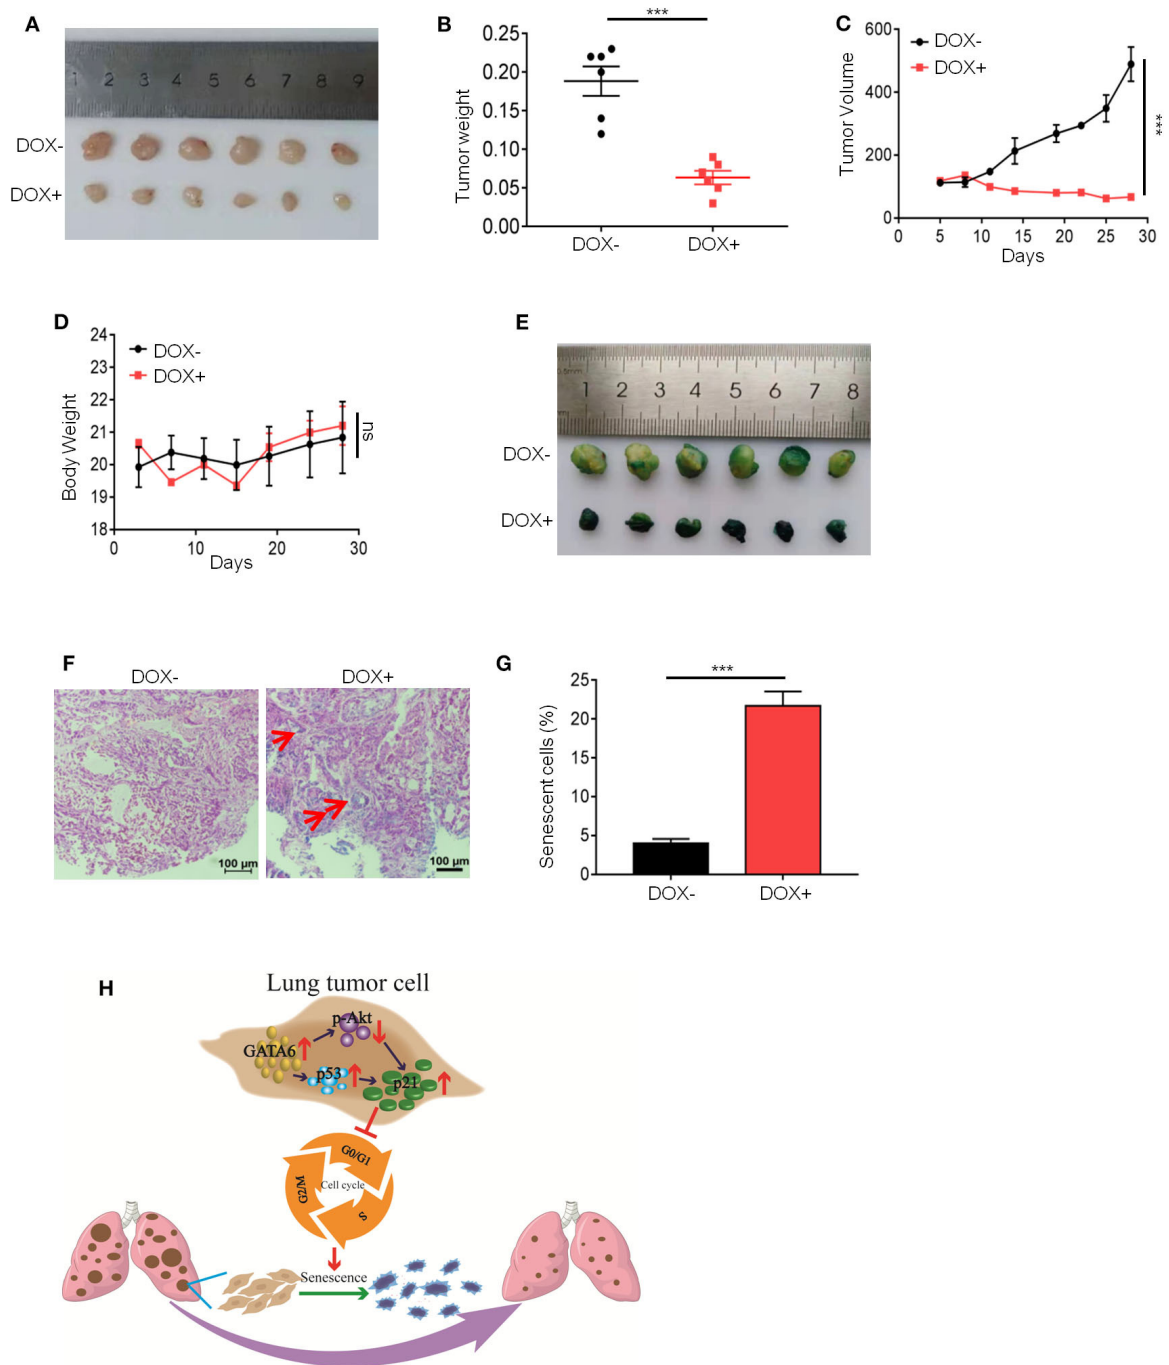 A
1 2 3 4 5 6 7 8 9
DOX-
DOX+
B
***
0.25
0.20
0.15
0.10
0.05
0.00
Tumor weight
DOX-
DOX+
C
DOX-
DOX+
600
400
200
0
Tumor Volume
***
0 5 10 15 20 25 30
Days
D
DOX-
DOX+
24
23
22
21
20
19
18
Body Weight
ns
0 10 20 30
Days
E
1 2 3 4 5 6 7 8
DOX-
DOX+
F
DOX-
DOX+
100 µm
100 µm
G
***
25
20
15
10
5
0
Senescent cells (%)
DOX-
DOX+
H
Lung tumor cell
p-Akt
GATA6
p53
p21
G0/G1
G2/M
Cell cycle
S
Senescence